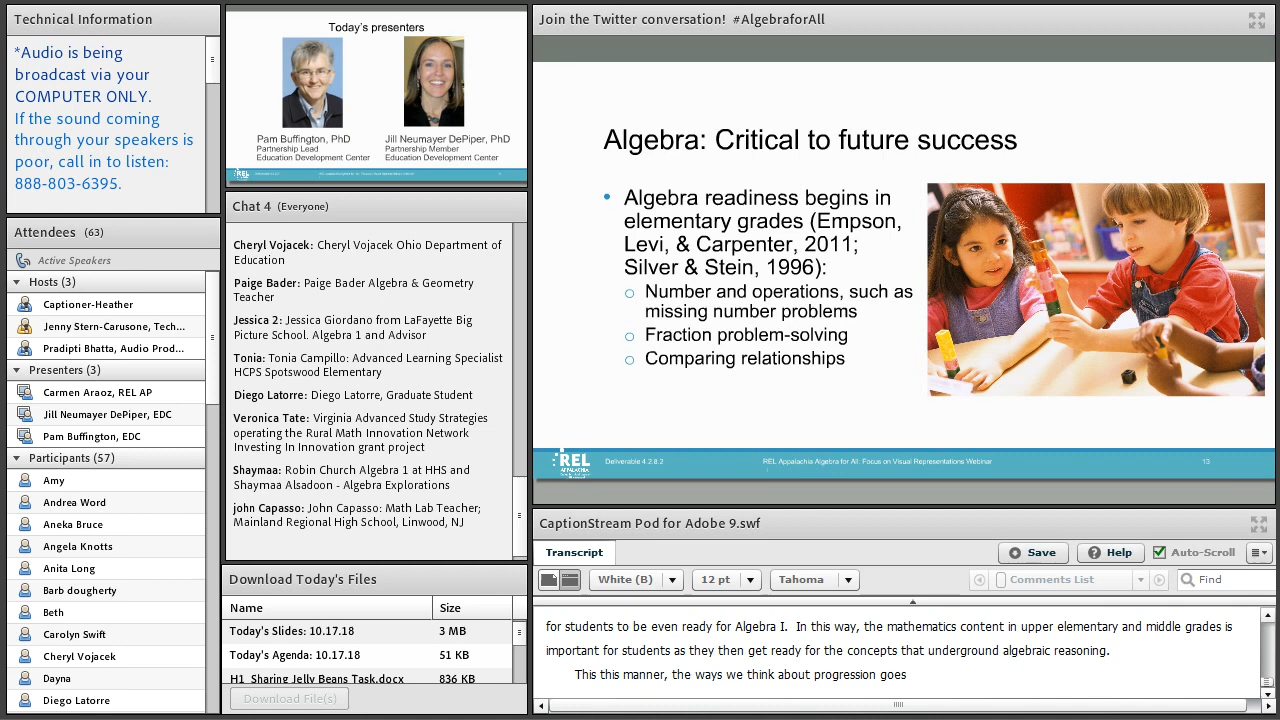 Technical Information
*Audio is being
broadcast via your
COMPUTER ONLY.
If the sound coming
through your speakers is
poor, call in to listen:
888-803-6395.
Attendees (63)
Active Speakers
Hosts (3)
Captioner-Heather
Jenny Stern-Carusone, Tech...
Pradipti Bhatta, Audio Prod...
Presenters (3)
Carmen Araoz, REL AP
Jill Neumayer DePiper, EDC
Pam Buffington, EDC
Participants (57)
Amy
Andrea Word
Aneka Bruce
Angela Knotts
Anita Long
Barb dougherty
Beth
Carolyn Swift
Cheryl Vojacek
Dayna
Diego Latorre
Today's presenters
Pam Buffington, PhD
Partnership Lead
Education Development Center
Jill Neumayer DePiper, PhD
Partnership Member
Education Development Center
REL
Chat 4 (Everyone)
Cheryl Vojacek: Cheryl Vojacek Ohio Department of
Education
Paige Bader: Paige Bader Algebra & Geometry
Teacher
Jessica 2: Jessica Giordano from LaFayette Big
Picture School. Algebra 1 and Advisor
Tonia: Tonia Campillo: Advanced Learning Specialist
HCPS Spotswood Elementary
Diego Latorre: Diego Latorre, Graduate Student
Veronica Tate: Virginia Advanced Study Strategies
operating the Rural Math Innovation Network
Investing In Innovation grant project
Shaymaa: Robin Church Algebra 1 at HHS and
Shaymaa Alsadoon - Algebra Explorations
john Capasso: John Capasso: Math Lab Teacher;
Mainland Regional High School, Linwood, NJ
Download Today's Files
Name Size
Today's Slides: 10.17.18 3 MB
Today's Agenda: 10.17.18 51 KB
H1_Sharing Jelly Beans Task.docx 836 KB
Download File(s)
Join the Twitter conversation! #AlgebraforAll
Algebra: Critical to future success
• Algebra readiness begins in
elementary grades (Empson,
Levi, & Carpenter, 2011;
Silver & Stein, 1996):
o Number and operations, such as
missing number problems
o Fraction problem-solving
o Comparing relationships
REL
APPALACHIA
Deliverable 4.2.8.2
REL Appalachia Algebra for All: Focus on Visual Representations Webinar
13
CaptionStream Pod for Adobe 9.swf
Transcript
Save
Help
Auto-Scroll
White (B)
12 pt
Tahoma
Comments List
Find
for students to be even ready for Algebra I. In this way, the mathematics content in upper elementary and middle grades is
important for students as they then get ready for the concepts that underground algebraic reasoning.
This this manner, the ways we think about progression goes